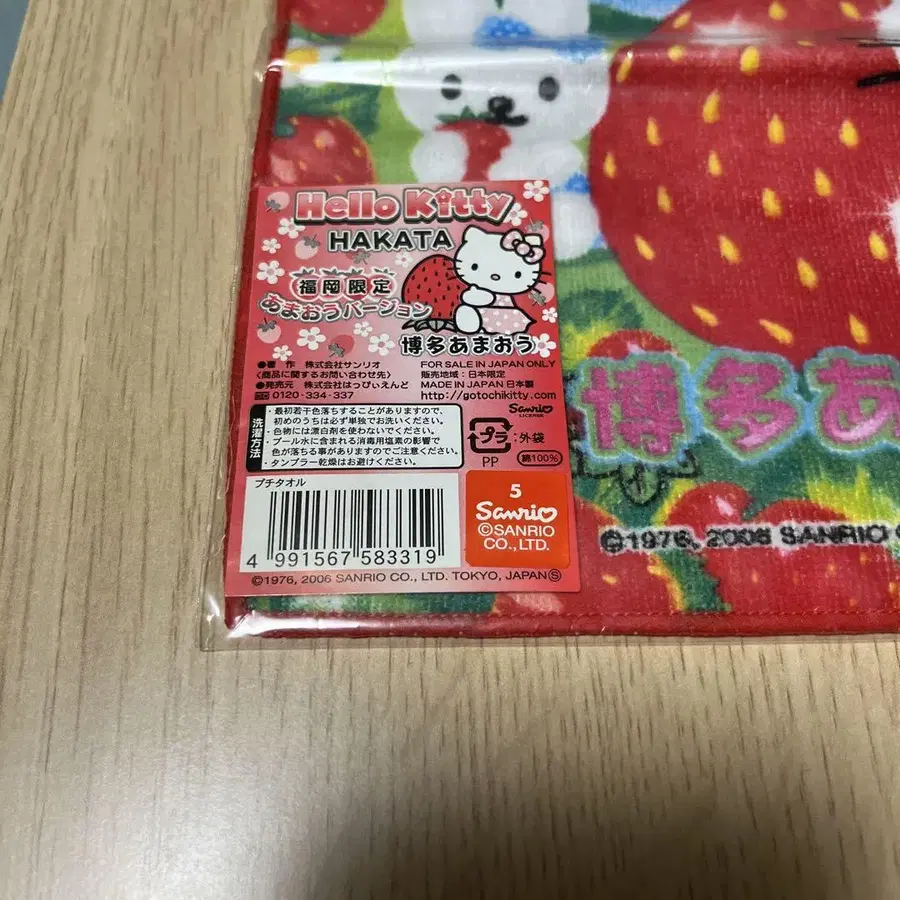 Hello Kitty
HAKATA
福岡限定
あまおうバージョン
博多あまおう
●著 作 株式会社サンリオ
〈商品に関するお問い合わせ先〉
●発売元 株式会社はっぴぃえんど
0120-334-337
FOR SALE IN JAPAN ONLY
販売地域：日本限定
MADE IN JAPAN 日本製
http://gotochikitty.com
Sanrio
LICENSE
洗濯方法
・最初若干色落ちすることがありますので、
初めのうちは必ず単独でお洗いください。
・色物には漂白剤を使わないでください。
・プール水に含まれる消毒用塩素の影響で
色が落ちる事がありますのでご注意ください。
・タンブラー乾燥はお避けください。
プラ：外袋
PP
綿100%
プチタオル
4 991567 583319
5
Sanrio
©SANRIO
CO., LTD.
©1976, 2006 SANRIO CO., LTD. TOKYO, JAPAN Ⓢ
博多あ
©1976, 2006 SANRIO